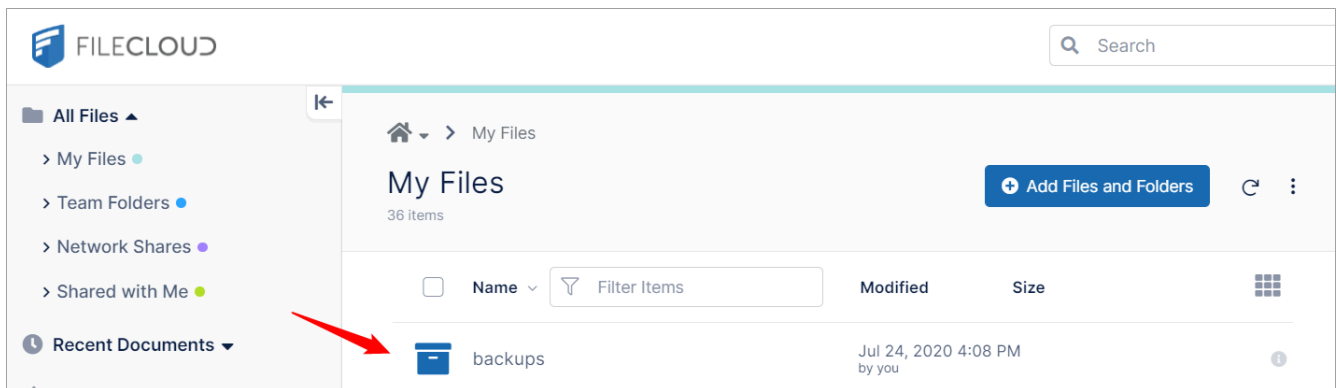 FILECLOUD
Search
All Files
My Files
Team Folders
Network Shares
Shared with Me
Recent Documents
My Files
My Files
36 items
Add Files and Folders
Name
Filter Items
Modified
Size
backups
Jul 24, 2020 4:08 PM
by you